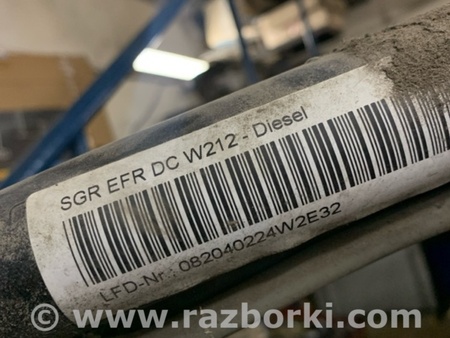 SGR EFR DC W212 - Diesel
LFD-Nr.: 082040224W2E32
© www.razborki.com